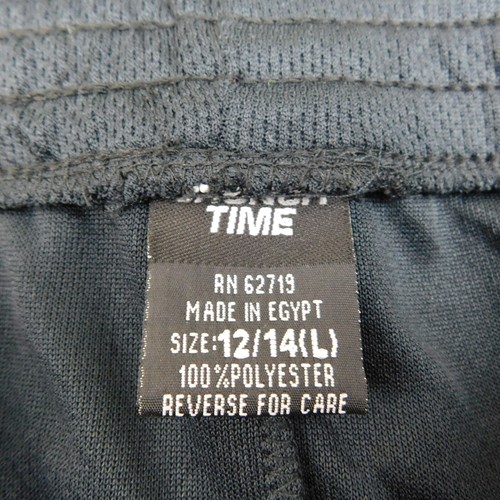 TIME
RN 62719
MADE IN EGYPT
SIZE:12/14(L)
100%POLYESTER
REVERSE FOR CARE